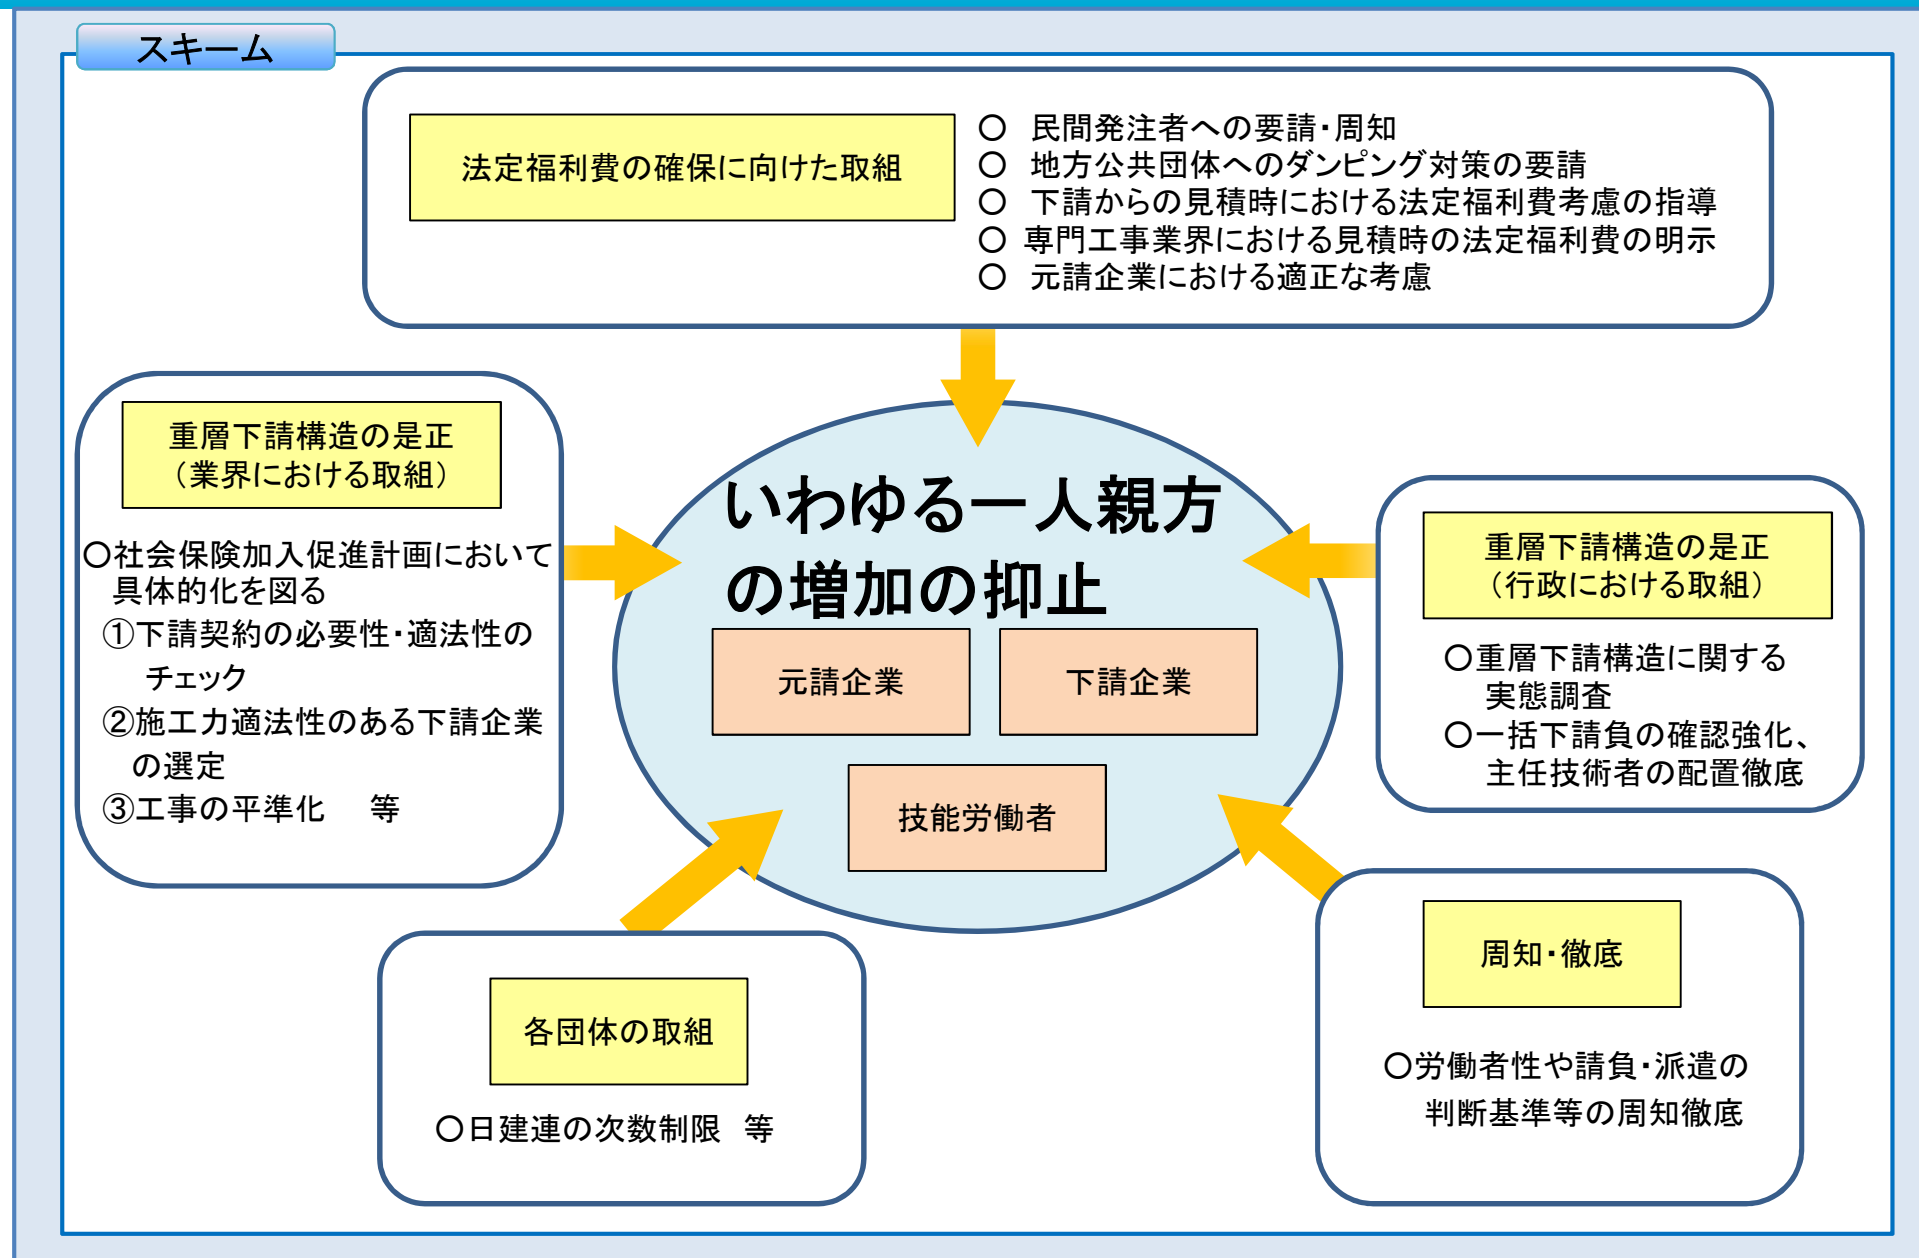 スキーム
法定福利費の確保に向けた取組
○ 民間発注者への要請・周知
○ 地方公共団体へのダンピング対策の要請
○ 下請からの見積時における法定福利費考慮の指導
○ 専門工事業界における見積時の法定福利費の明示
○ 元請企業における適正な考慮
重層下請構造の是正
（業界における取組）
○社会保険加入促進計画において
具体的化を図る
①下請契約の必要性・適法性の
チェック
②施工力適法性のある下請企業
の選定
③工事の平準化 等
いわゆる一人親方
の増加の抑止
元請企業
下請企業
技能労働者
重層下請構造の是正
（行政における取組）
○重層下請構造に関する
実態調査
○一括下請負の確認強化、
主任技術者の配置徹底
各団体の取組
○日建連の次数制限 等
周知・徹底
○労働者性や請負・派遣の
判断基準等の周知徹底